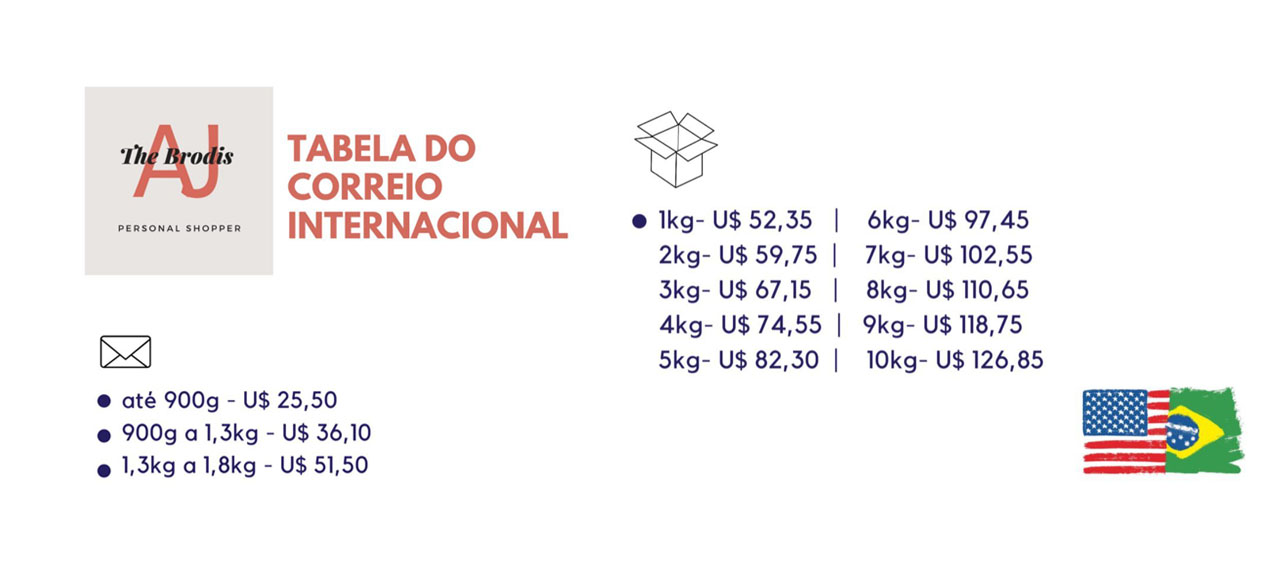 AJ
The Brodis
PERSONAL SHOPPER
TABELA DO
CORREIO
INTERNACIONAL
até 900g - U$ 25,50
900g a 1,3kg - U$ 36,10
1,3kg a 1,8kg - U$ 51,50
1kg- U$ 52,35 | 6kg- U$ 97,45
2kg- U$ 59,75 | 7kg- U$ 102,55
3kg- U$ 67,15 | 8kg- U$ 110,65
4kg- U$ 74,55 | 9kg- U$ 118,75
5kg- U$ 82,30 | 10kg- U$ 126,85